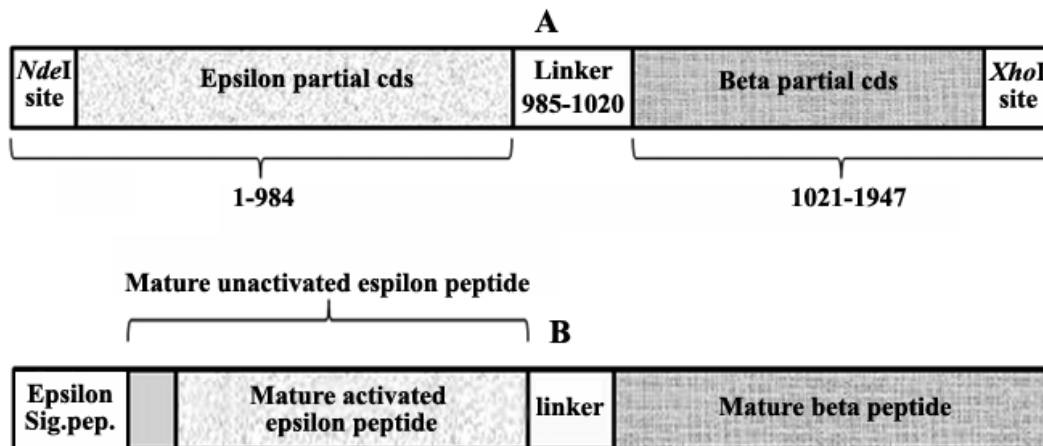 A
NdeI
site
Epsilon partial cds
Linker
985-1020
Beta partial cds
XhoI
site
1-984
1021-1947
Mature unactivated espilon peptide
B
Epsilon
Sig.pep.
Mature activated
epsilon peptide
linker
Mature beta peptide